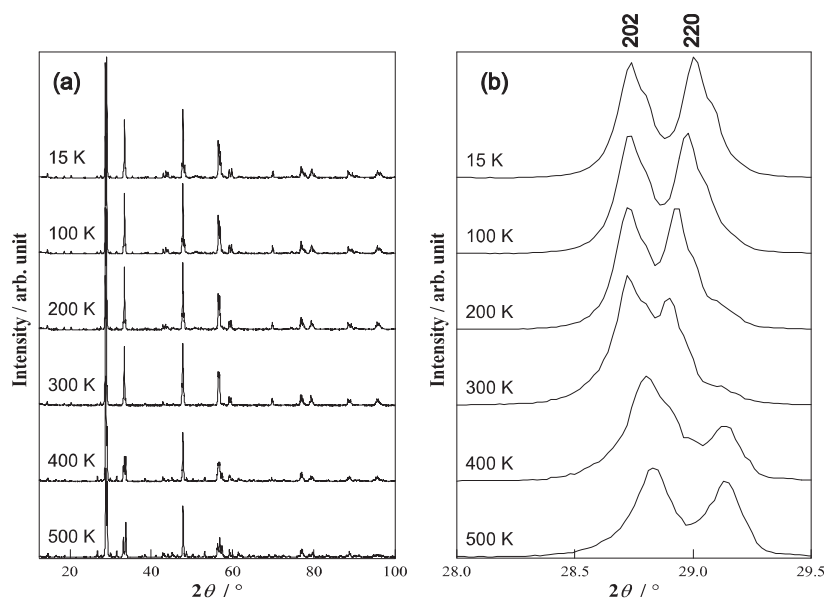 202 220
(a)
15 K
100 K
200 K
300 K
400 K
500 K
Intensity / arb. unit
20 40 60 80 100
2θ / °
(b)
15 K
100 K
200 K
300 K
400 K
500 K
Intensity / arb. unit
28.0 28.5 29.0 29.5
2θ / °